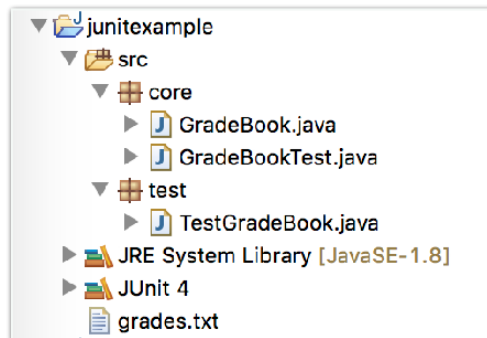 junitexample
src
core
GradeBook.java
GradeBookTest.java
test
TestGradeBook.java
JRE System Library [JavaSE-1.8]
JUnit 4
grades.txt